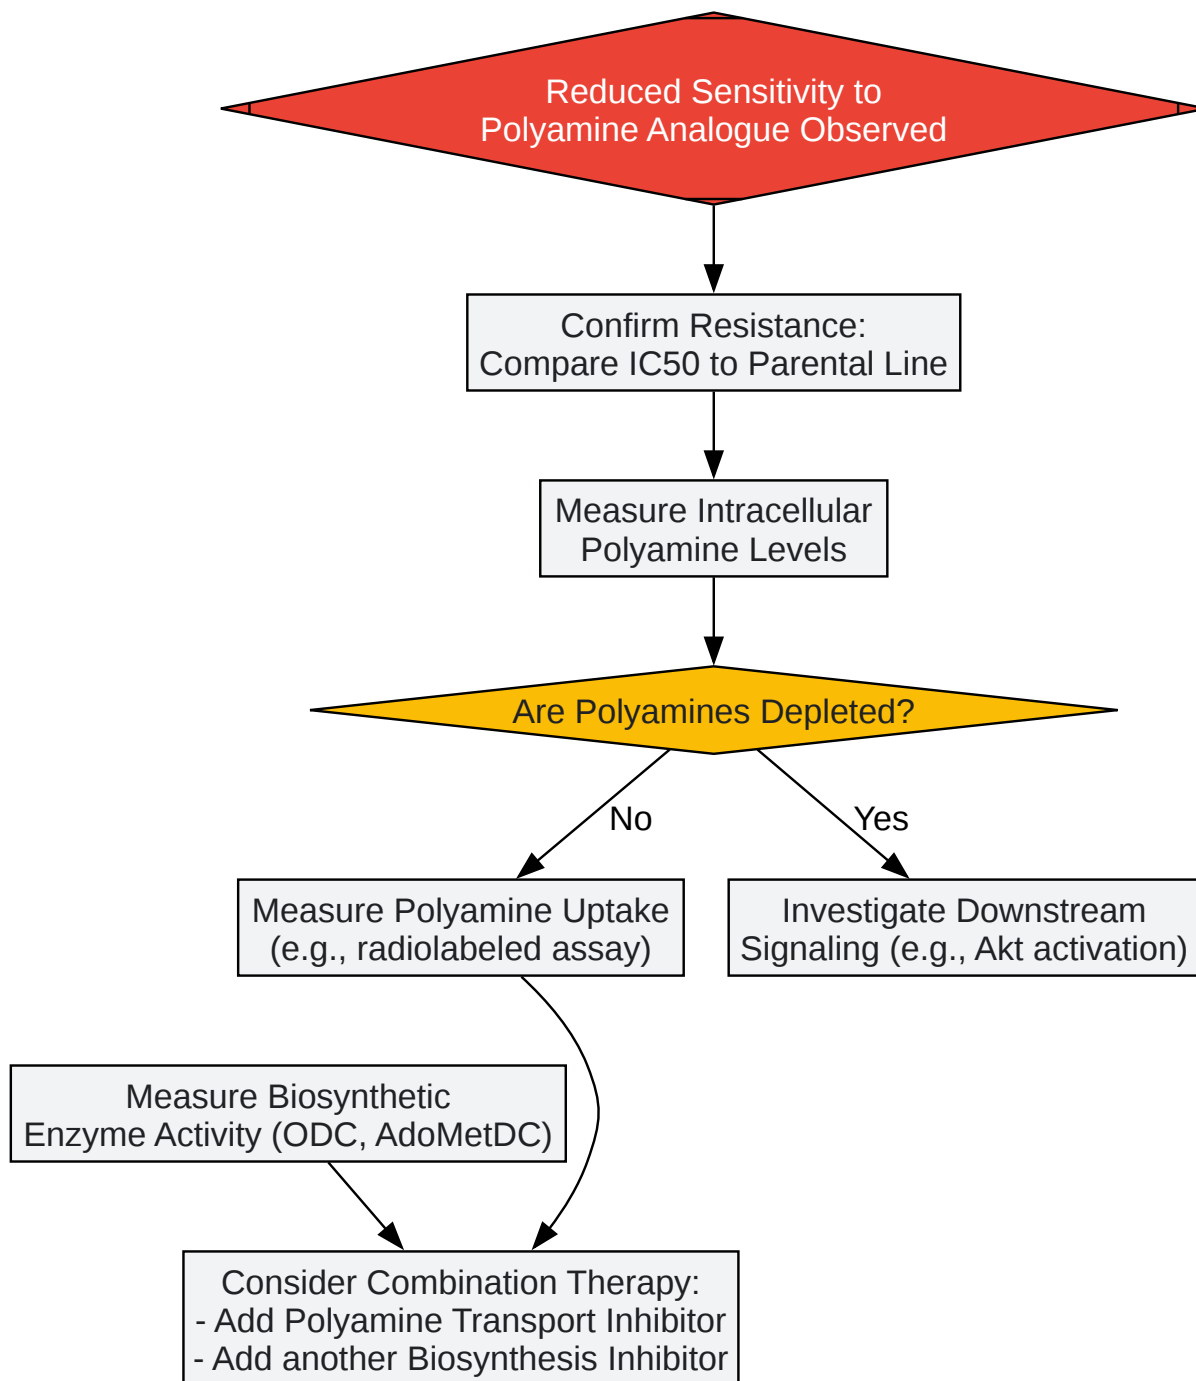 Reduced Sensitivity to
Polyamine Analogue Observed
Confirm Resistance:
Compare IC50 to Parental Line
Measure Intracellular
Polyamine Levels
Are Polyamines Depleted?
No
Yes
Measure Polyamine Uptake
(e.g., radiolabeled assay)
Investigate Downstream
Signaling (e.g., Akt activation)
Measure Biosynthetic
Enzyme Activity (ODC, AdoMetDC)
Consider Combination Therapy:
- Add Polyamine Transport Inhibitor
- Add another Biosynthesis Inhibitor